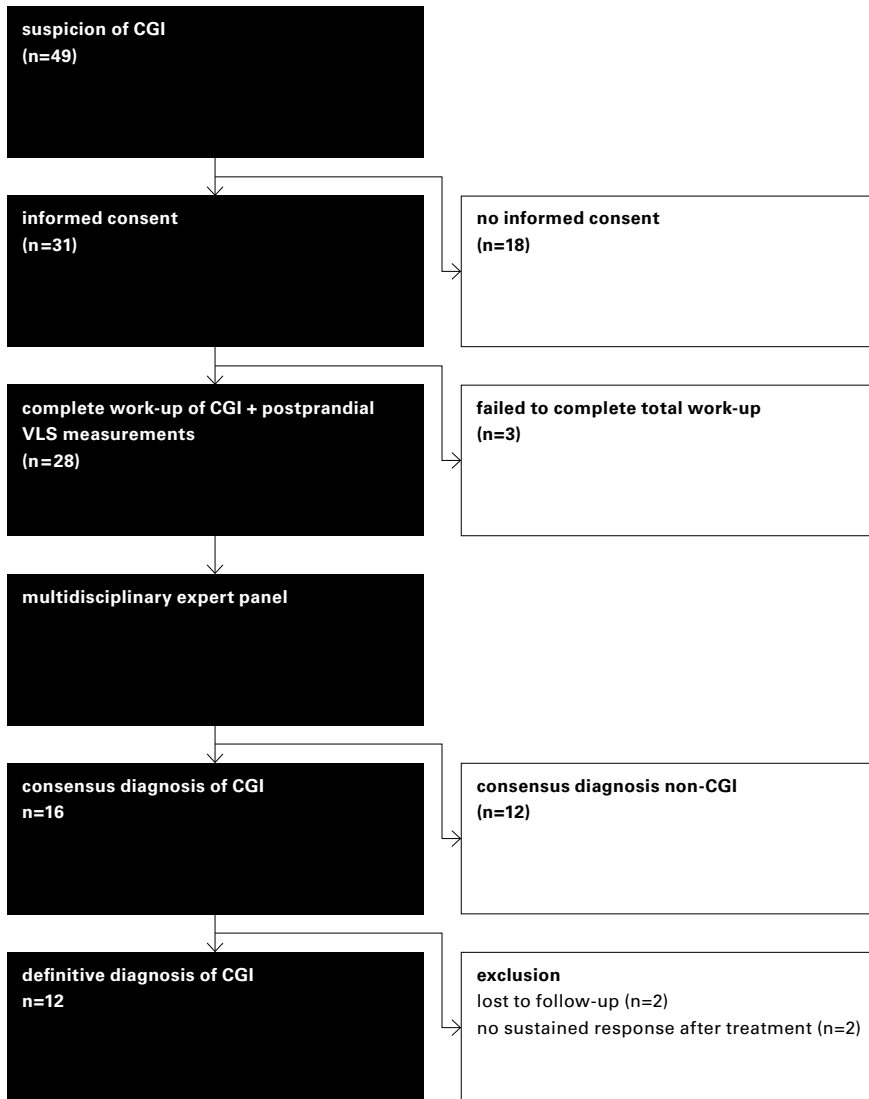 suspicion of CGI
(n=49)
informed consent
(n=31)
no informed consent
(n=18)
complete work-up of CGI + postprandial
VLS measurements
(n=28)
failed to complete total work-up
(n=3)
multidisciplinary expert panel
consensus diagnosis of CGI
n=16
consensus diagnosis non-CGI
(n=12)
definitive diagnosis of CGI
n=12
exclusion
lost to follow-up (n=2)
no sustained response after treatment (n=2)